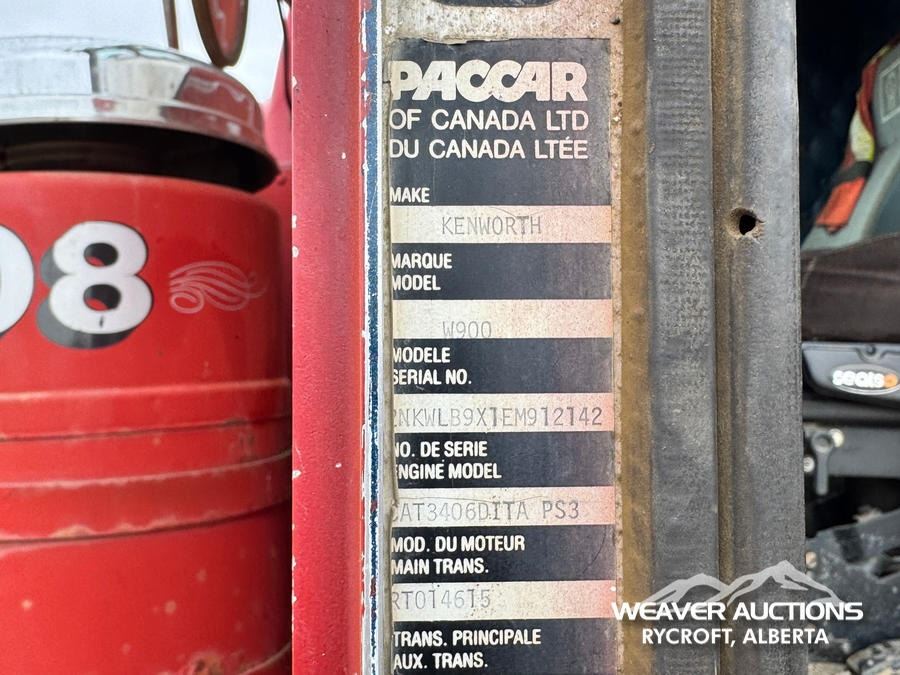 08
PACCAR
OF CANADA LTD
DU CANADA LTÉE
MAKE
KENWORTH
MARQUE
MODEL
W900
MODELE
SERIAL NO.
2NKWLB9X1EM912142
NO. DE SERIE
ENGINE MODEL
CAT3406DITA PS3
MOD. DU MOTEUR
MAIN TRANS.
RTO14615
TRANS. PRINCIPALE
AUX. TRANS.
seats
WEAVER AUCTIONS
RYCROFT, ALBERTA